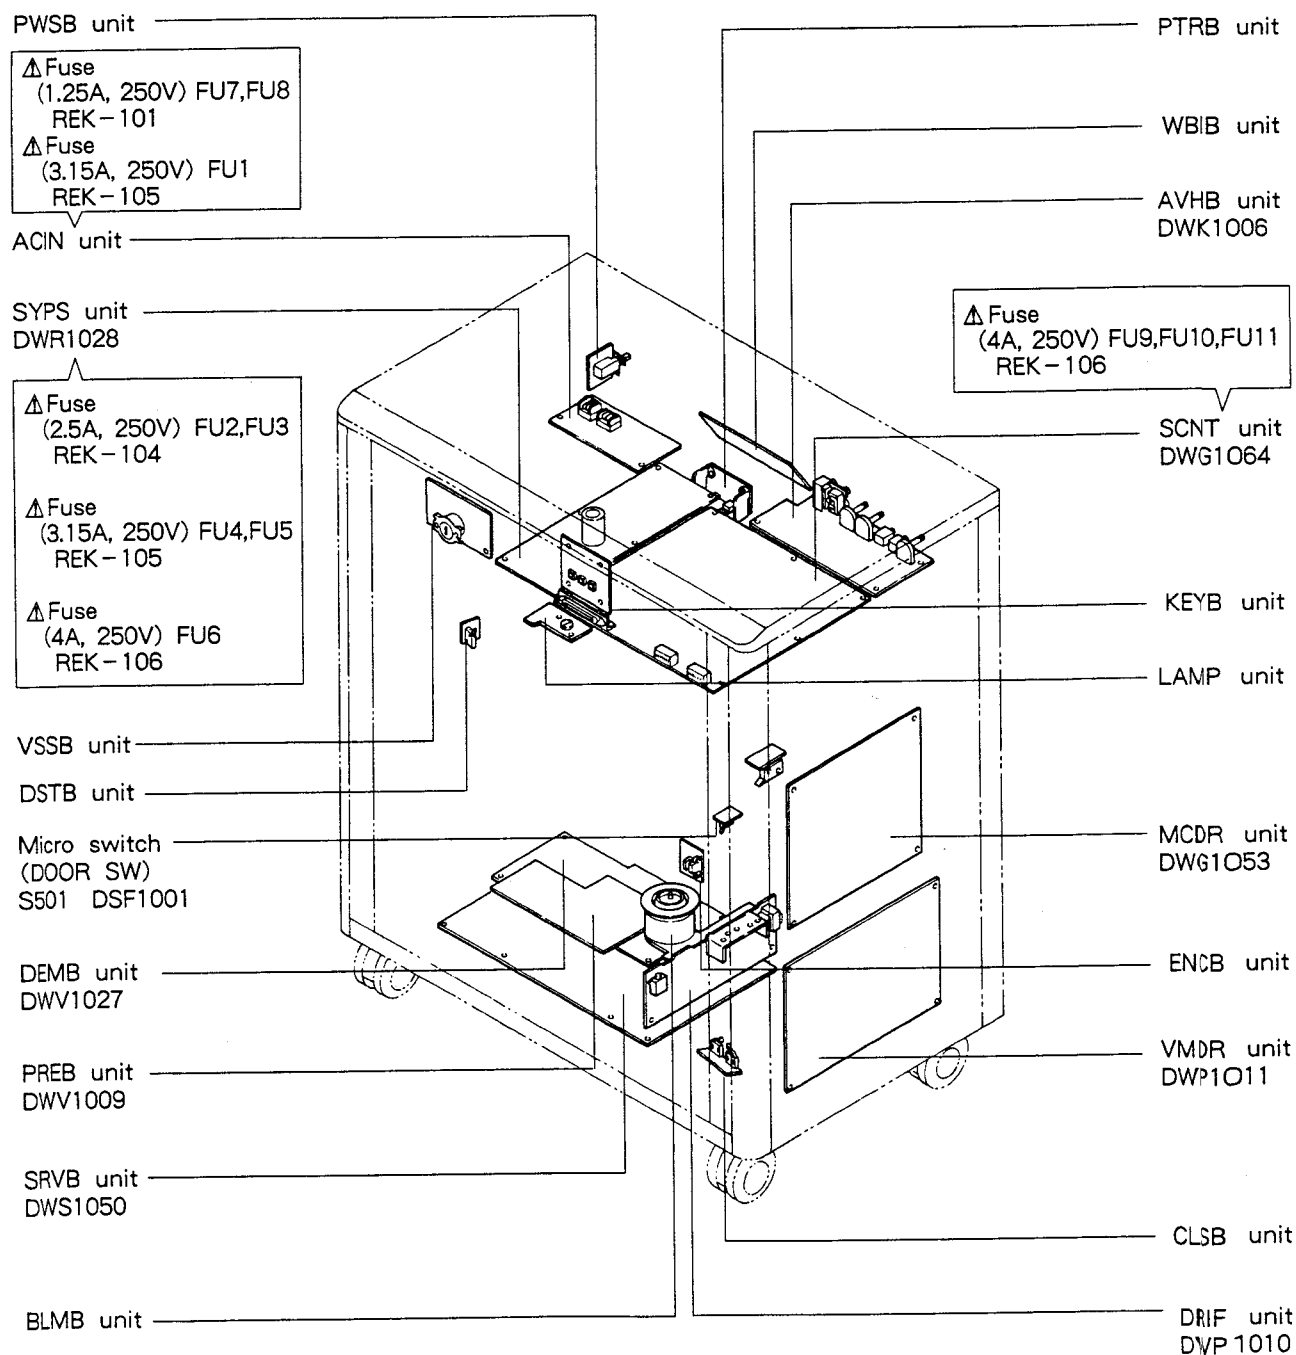 PWSB unit
⚠ Fuse
(1.25A, 250V) FU7,FU8
REK-101
⚠ Fuse
(3.15A, 250V) FU1
REK-105
ACIN unit
SYPS unit
DWR1028
⚠ Fuse
(2.5A, 250V) FU2,FU3
REK-104
⚠ Fuse
(3.15A, 250V) FU4,FU5
REK-105
⚠ Fuse
(4A, 250V) FU6
REK-106
VSSB unit
DSTB unit
Micro switch
(DOOR SW)
S501 DSF1001
DEMB unit
DWV1027
PREB unit
DWV1009
SRVB unit
DWS1050
BLMB unit
PTRB unit
WBIB unit
AVHB unit
DWK1006
⚠ Fuse
(4A, 250V) FU9,FU10,FU11
REK-106
SCNT unit
DWG1064
KEYB unit
LAMP unit
MCDR unit
DWG1053
ENCB unit
VMDR unit
DWP1011
CLSB unit
DRIF unit
DWP1010